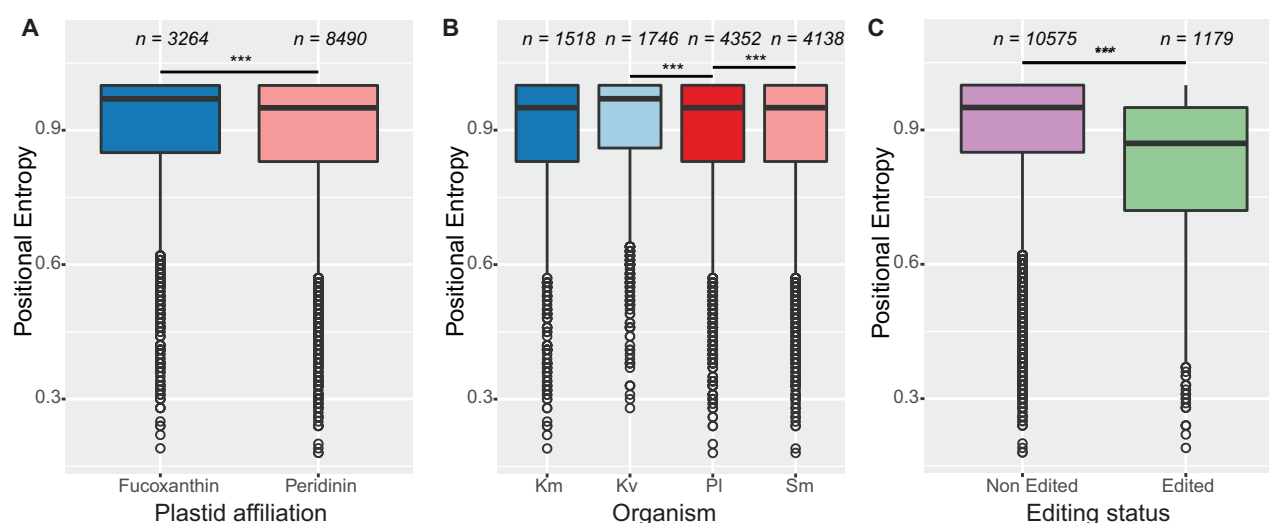 A
n = 3264
n = 8490
***
0.9
0.6
0.3
Positional Entropy
Fucoxanthin
Peridinin
Plastid affiliation
B
n = 1518
n = 1746
n = 4352
n = 4138
***
***
0.9
0.6
0.3
Positional Entropy
Km
Kv
Pl
Sm
Organism
C
n = 10575
n = 1179
***
0.9
0.6
0.3
Positional Entropy
Non Edited
Edited
Editing status